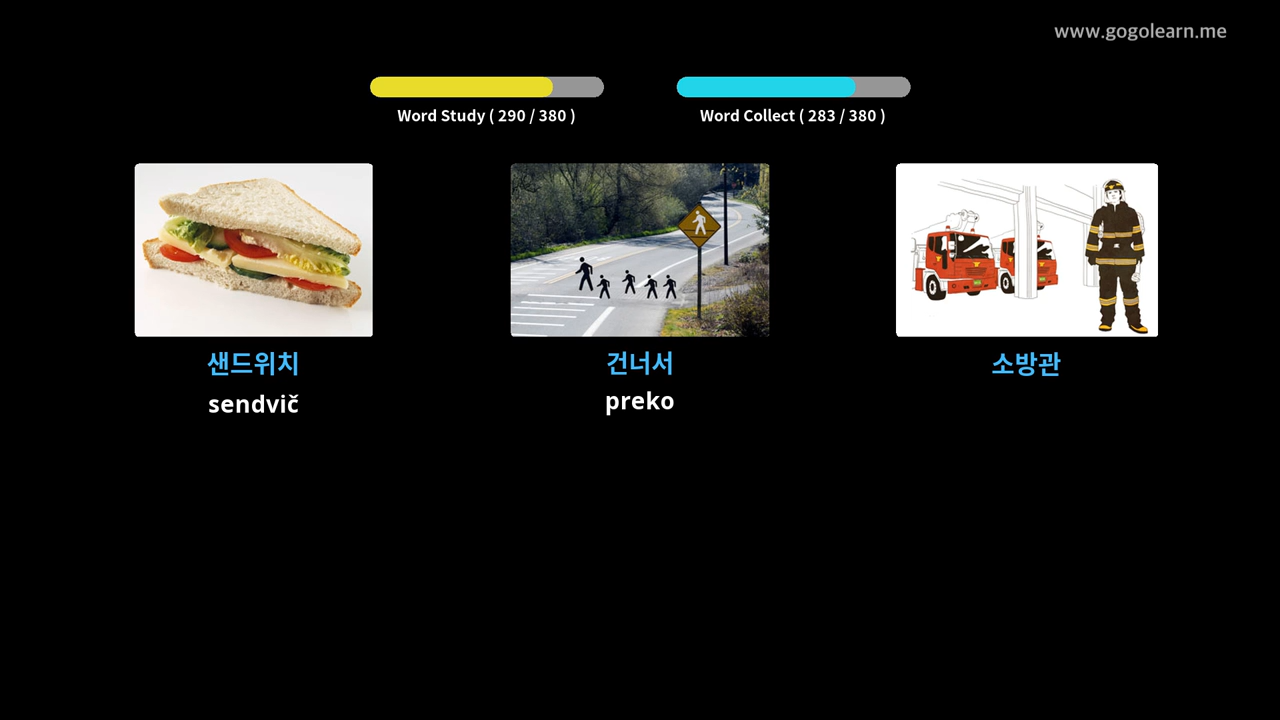 www.gogolearn.me
Word Study ( 290 / 380 )
Word Collect ( 283 / 380 )
샌드위치
sendvič
건너서
preko
소방관